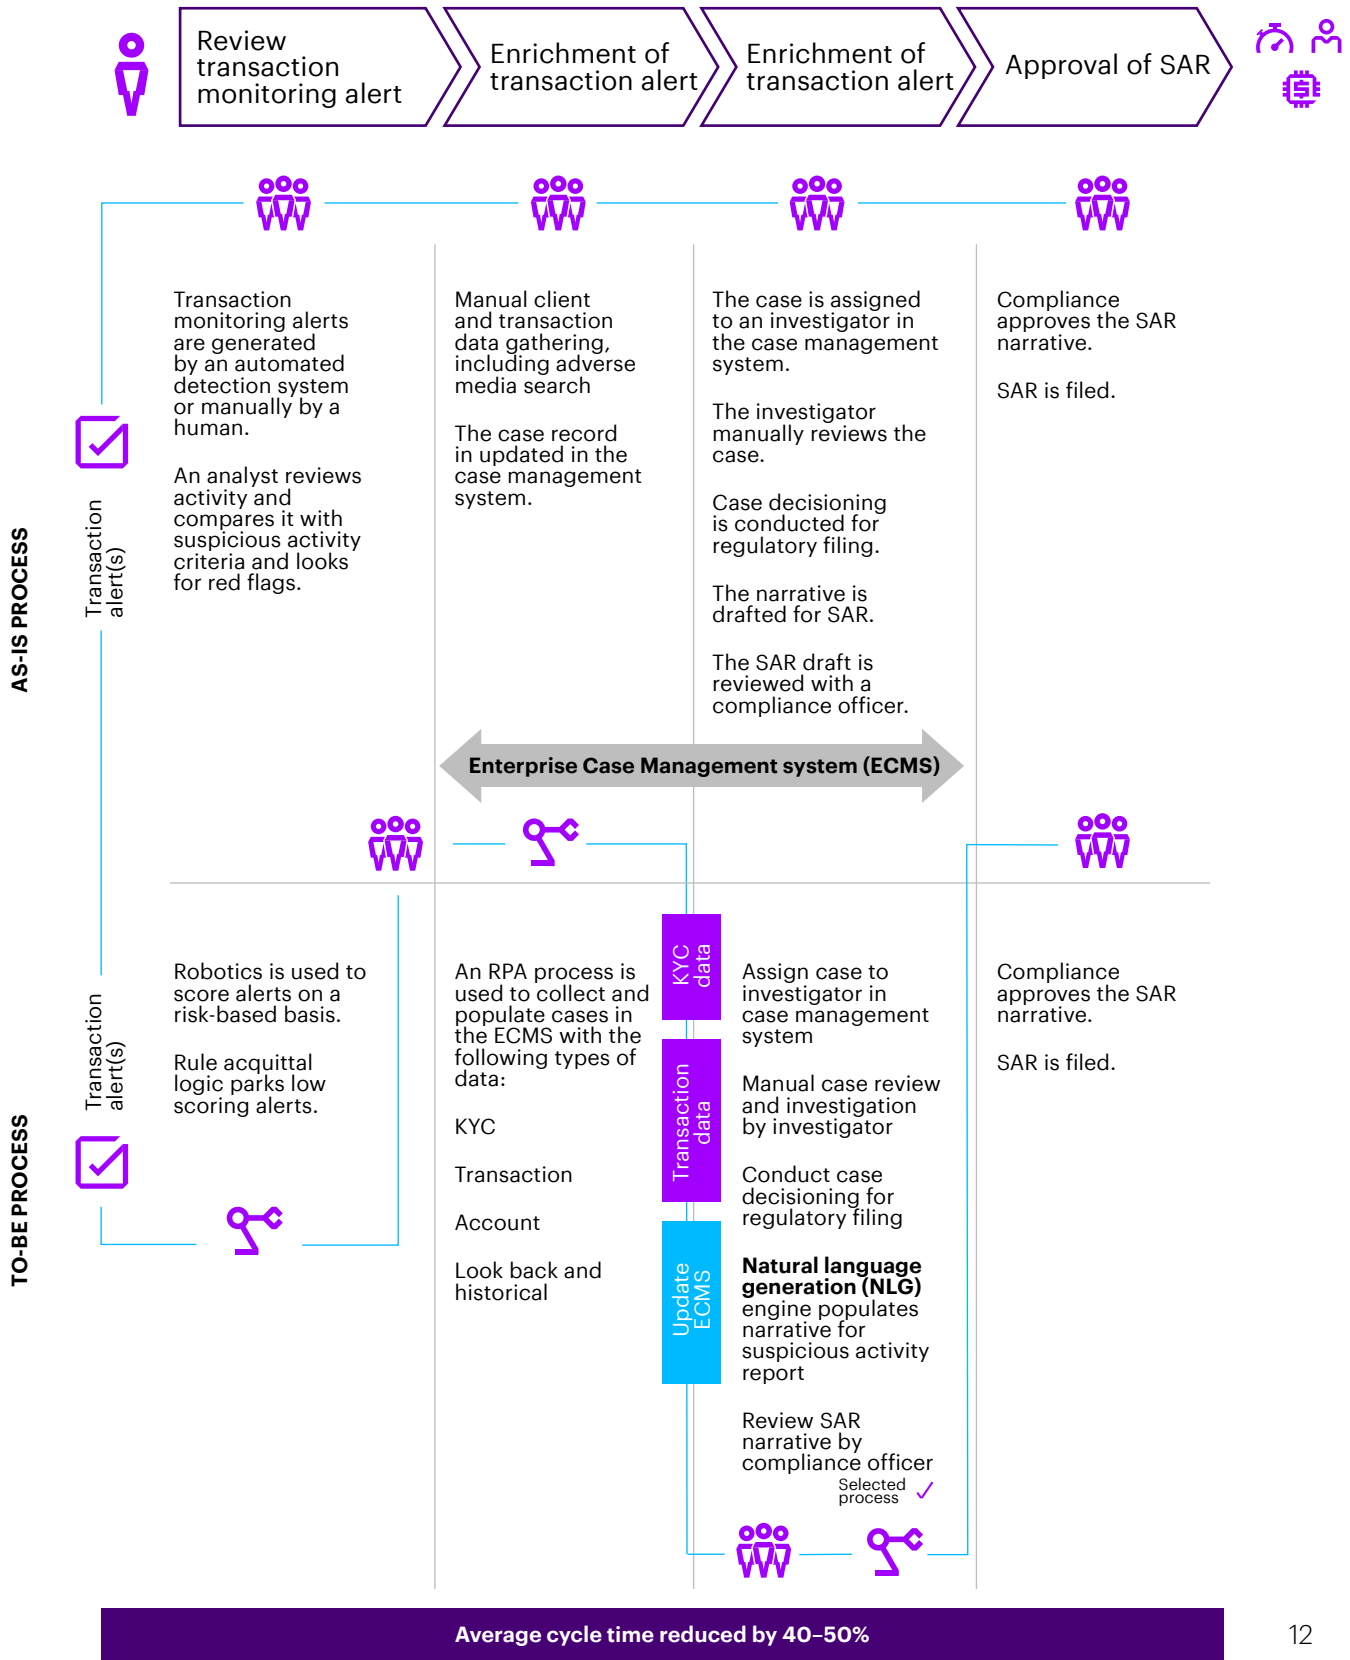 Review
transaction
monitoring alert
Enrichment of
transaction alert
Enrichment of
transaction alert
Approval of SAR
AS-IS PROCESS
Transaction
alert(s)
Transaction
monitoring alerts
are generated
by an automated
detection system
or manually by a
human.
An analyst reviews
activity and
compares it with
suspicious activity
criteria and looks
for red flags.
Manual client
and transaction
data gathering,
including adverse
media search
The case record
in updated in the
case management
system.
The case is assigned
to an investigator in
the case management
system.
The investigator
manually reviews the
case.
Case decisioning
is conducted for
regulatory filing.
The narrative is
drafted for SAR.
The SAR draft is
reviewed with a
compliance officer.
Compliance
approves the SAR
narrative.
SAR is filed.
Enterprise Case Management system (ECMS)
TO-BE PROCESS
Transaction
alert(s)
Robotics is used to
score alerts on a
risk-based basis.
Rule acquittal
logic parks low
scoring alerts.
An RPA process is
used to collect and
populate cases in
the ECMS with the
following types of
data:
KYC
Transaction
Account
Look back and
historical
KYC
data
Transaction
data
Update
ECMS
Assign case to
investigator in
case management
system
Manual case review
and investigation
by investigator
Conduct case
decisioning for
regulatory filing
Natural language
generation (NLG)
engine populates
narrative for
suspicious activity
report
Review SAR
narrative by
compliance officer
Selected
process
Compliance
approves the SAR
narrative.
SAR is filed.
Average cycle time reduced by 40–50%
12